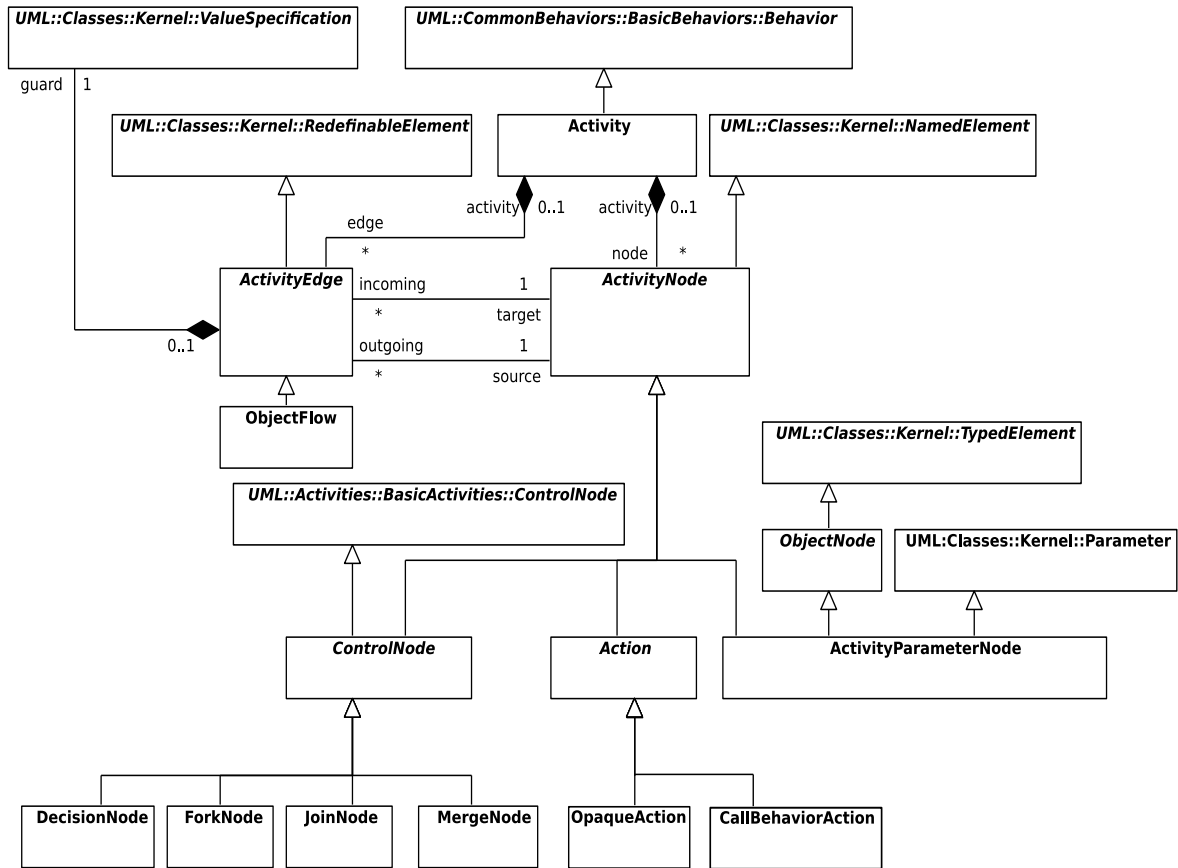 UML::Classes::Kernel::ValueSpecification
UML::CommonBehaviors::BasicBehaviors::Behavior
guard 1
UML::Classes::Kernel::RedefinableElement
Activity
UML::Classes::Kernel::NamedElement
activity 0..1
activity 0..1
edge
*
node *
ActivityEdge
ActivityNode
incoming 1
* target
0..1
outgoing 1
* source
ObjectFlow
UML::Classes::Kernel::TypedElement
UML::Activities::BasicActivities::ControlNode
ObjectNode
UML:Classes::Kernel::Parameter
ControlNode
Action
ActivityParameterNode
DecisionNode
ForkNode
JoinNode
MergeNode
OpaqueAction
CallBehaviorAction